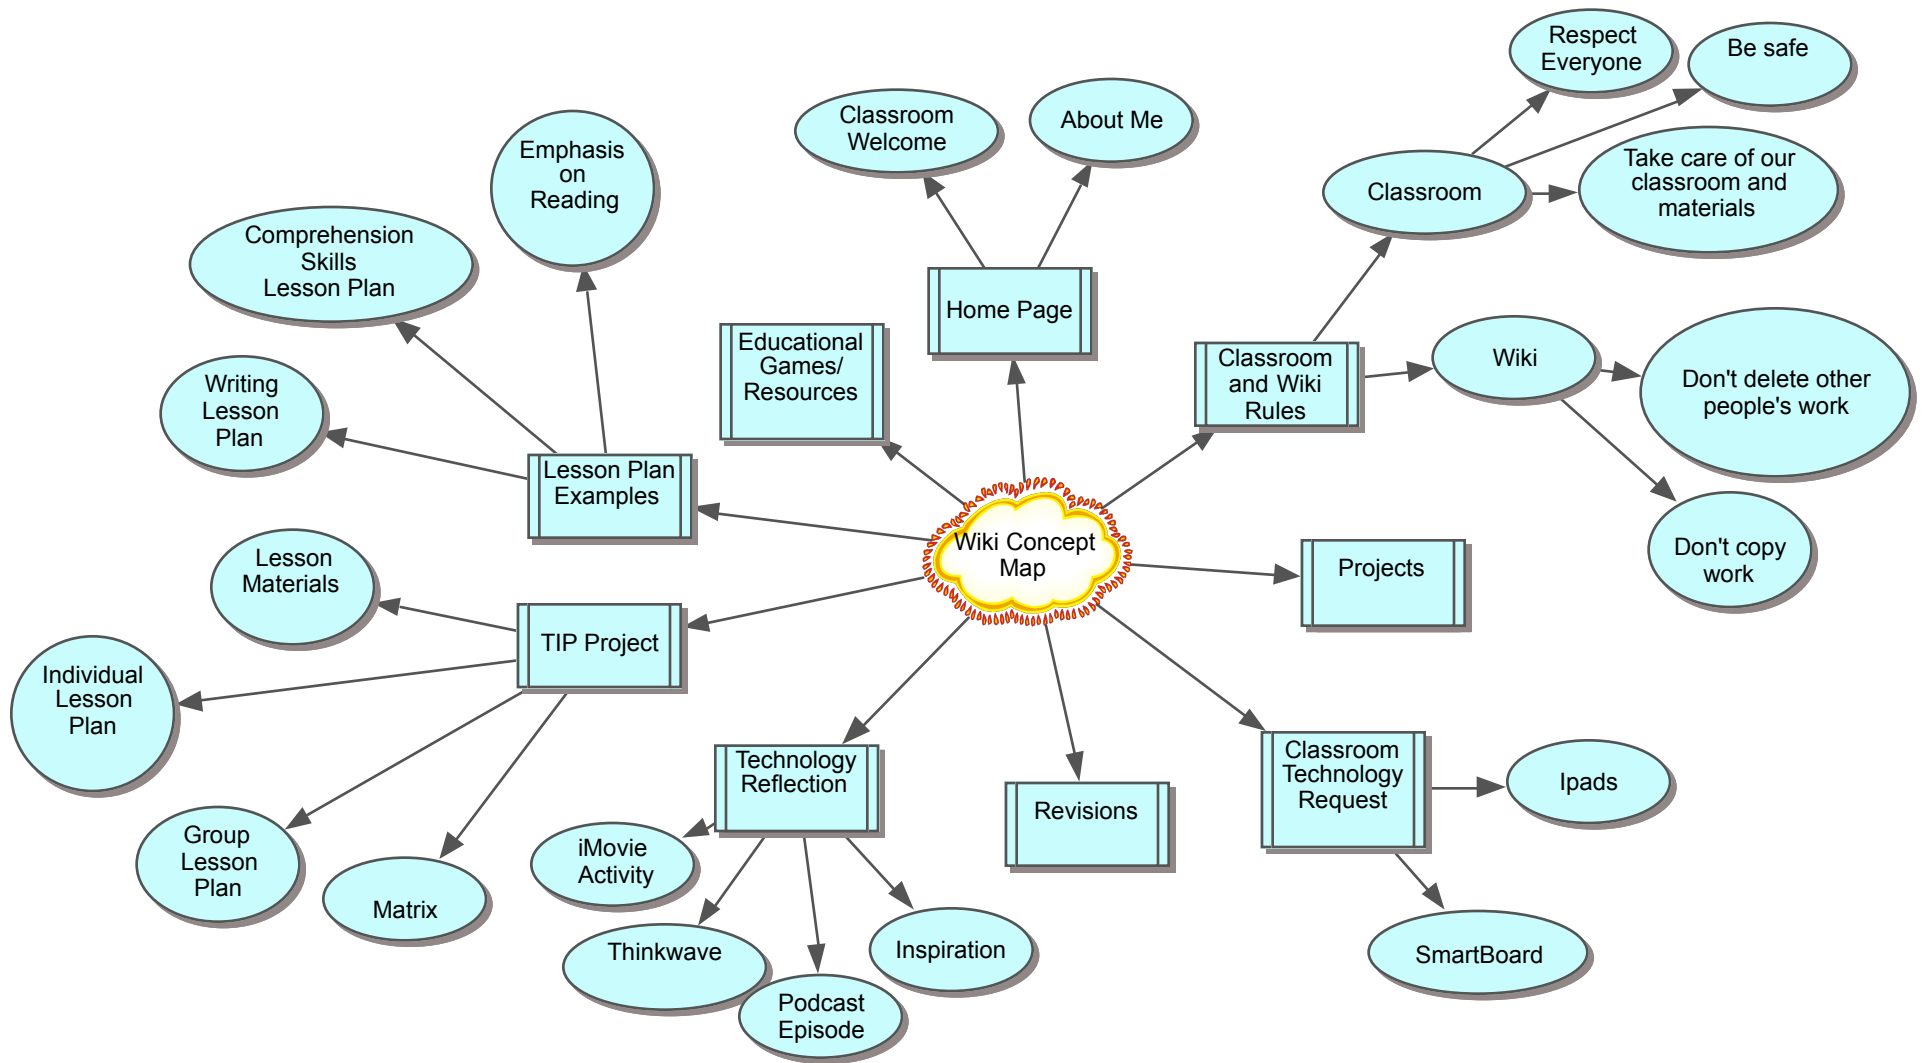 Respect
Everyone
Be safe
Classroom
Welcome
About Me
Emphasis
on
Reading
Take care of our
classroom and
materials
Classroom
Comprehension
Skills
Lesson Plan
Home Page
Educational
Games/
Resources
Classroom
and Wiki
Rules
Wiki
Don't delete other
people's work
Writing
Lesson
Plan
Lesson Plan
Examples
Wiki Concept
Map
Projects
Don't copy
work
Lesson
Materials
TIP Project
Individual
Lesson
Plan
Technology
Reflection
Revisions
Classroom
Technology
Request
Ipads
Group
Lesson
Plan
Matrix
iMovie
Activity
Thinkwave
Podcast
Episode
Inspiration
SmartBoard